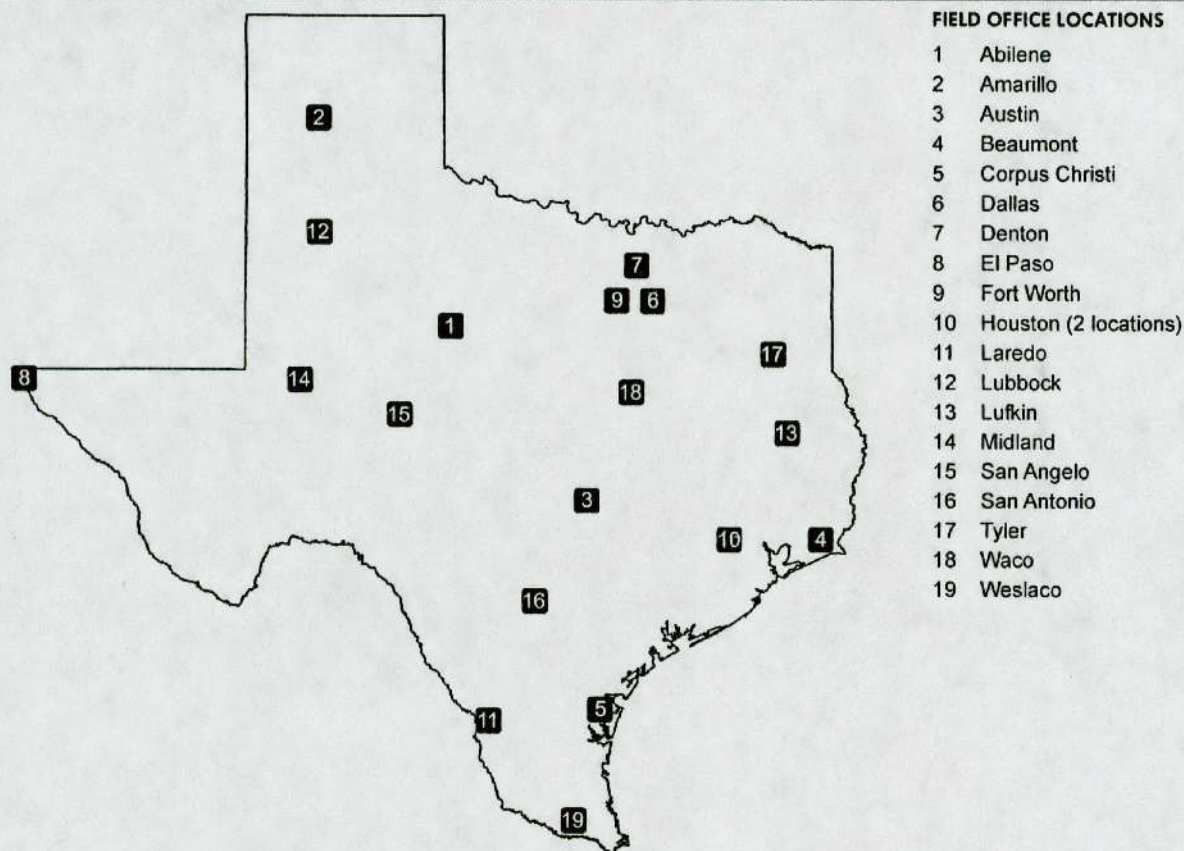 FIELD OFFICE LOCATIONS
1 Abilene
2 Amarillo
3 Austin
4 Beaumont
5 Corpus Christi
6 Dallas
7 Denton
8 El Paso
9 Fort Worth
10 Houston (2 locations)
11 Laredo
12 Lubbock
13 Lufkin
14 Midland
15 San Angelo
16 San Antonio
17 Tyler
18 Waco
19 Weslaco
2
12
7
9 6
1
17
8
14
18
15
13
3
10
4
16
5
11
19